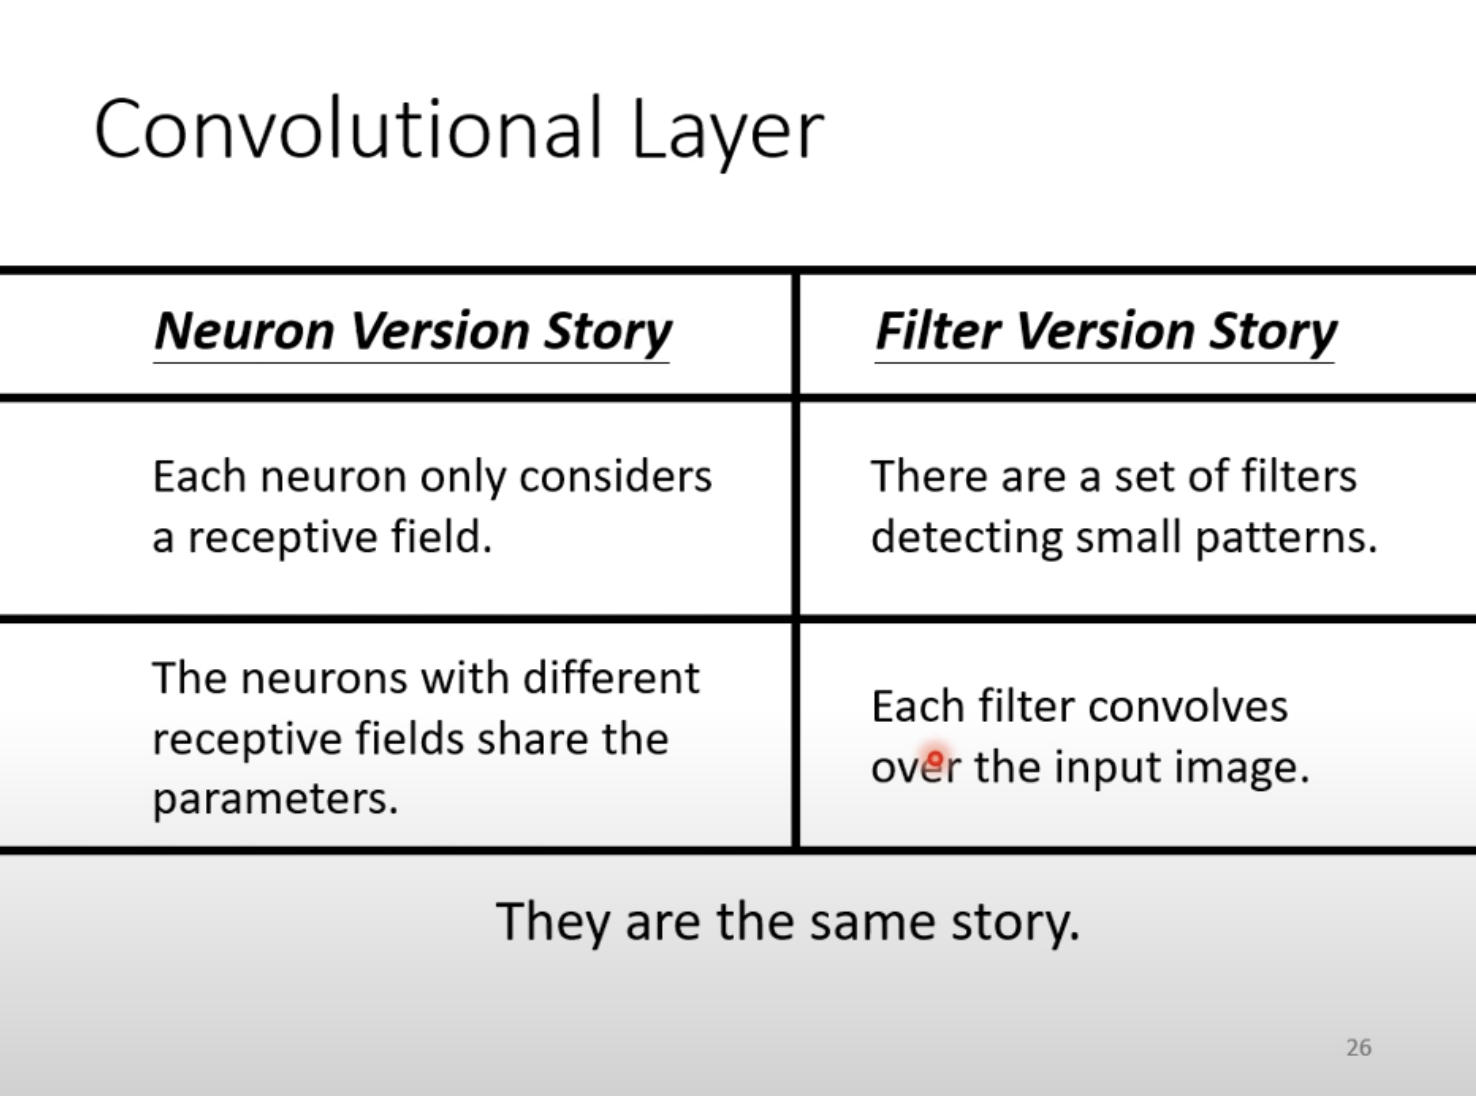 Convolutional Layer
Neuron Version Story
Filter Version Story
Each neuron only considers
a receptive field.
There are a set of filters
detecting small patterns.
The neurons with different
receptive fields share the
parameters.
Each filter convolves
over the input image.
They are the same story.
26